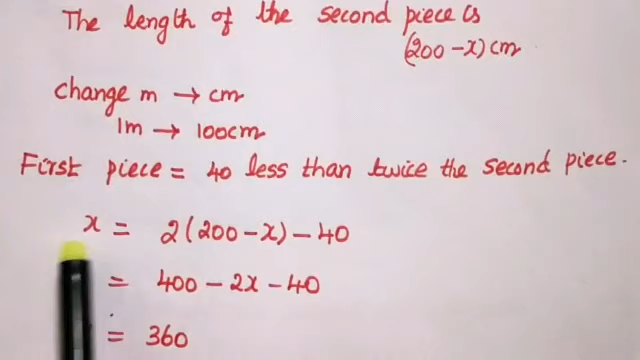 The length of the second piece is
(200 - x) cm
change m → cm
1m → 100cm
First piece = 40 less than twice the second piece.
x = 2(200 - x) - 40
= 400 - 2x - 40
= 360